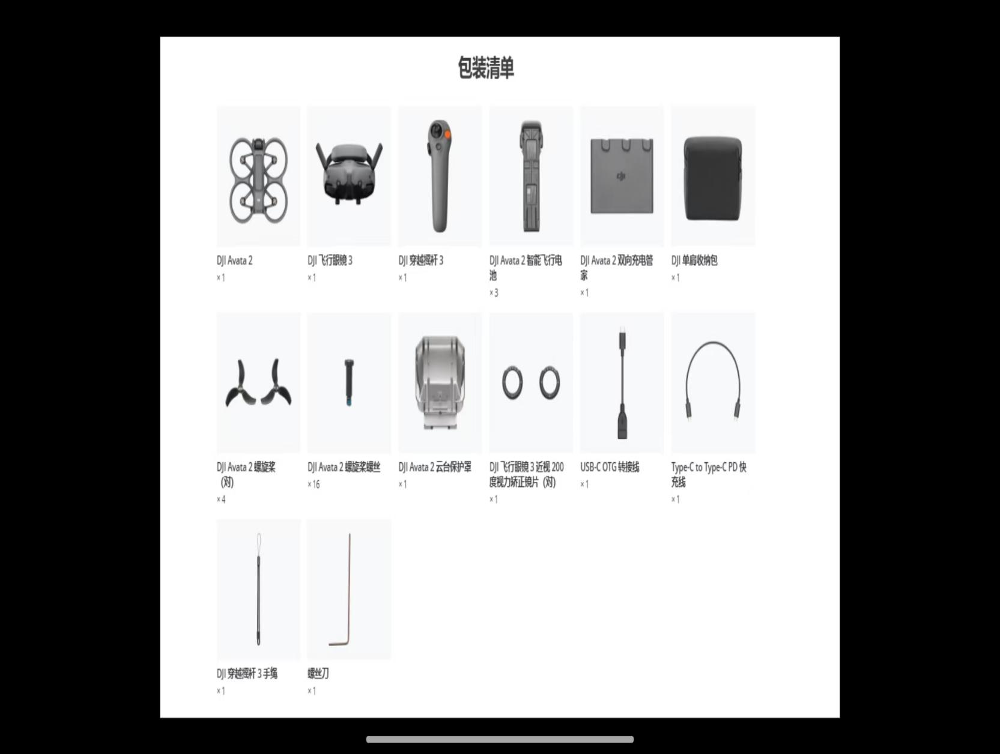 包装清单
DJI Avata 2
× 1
DJI 飞行眼镜 3
× 1
DJI 穿越摇杆 3
× 1
DJI Avata 2 智能飞行电
池
× 3
DJI Avata 2 双向充电管
家
× 1
DJI 单肩收纳包
× 1
DJI Avata 2 螺旋桨
（对）
× 4
DJI Avata 2 螺旋桨螺丝
× 16
DJI Avata 2 云台保护罩
× 1
DJI 飞行眼镜 3 近视 200
度视力矫正镜片（对）
× 1
USB-C OTG 转接线
× 1
Type-C to Type-C PD 快
充线
× 1
DJI 穿越摇杆 3 手绳
× 1
螺丝刀
× 1